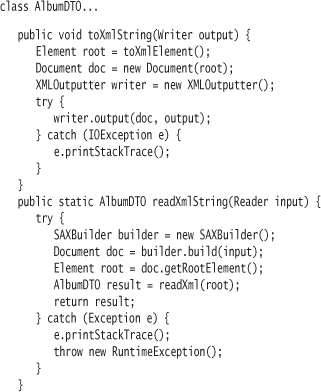 class AlbumDTO...
   public void toXmlString(Writer output) {
      Element root = toXmlElement();
      Document doc = new Document(root);
      XMLOutputter writer = new XMLOutputter();
      try {
         writer.output(doc, output);
      } catch (IOException e) {
         e.printStackTrace();
      }
   }
   public static AlbumDTO readXmlString(Reader input) {
      try {
         SAXBuilder builder = new SAXBuilder();
         Document doc = builder.build(input);
         Element root = doc.getRootElement();
         AlbumDTO result = readXml(root);
         return result;
      } catch (Exception e) {
         e.printStackTrace();
         throw new RuntimeException();
      }
   }